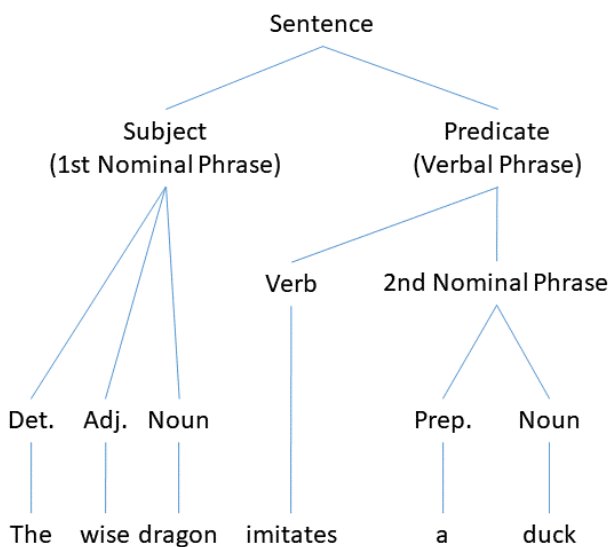 Sentence
Subject
(1st Nominal Phrase)
Predicate
(Verbal Phrase)
Verb
2nd Nominal Phrase
Det. Adj. Noun
Prep. Noun
The wise dragon imitates a duck